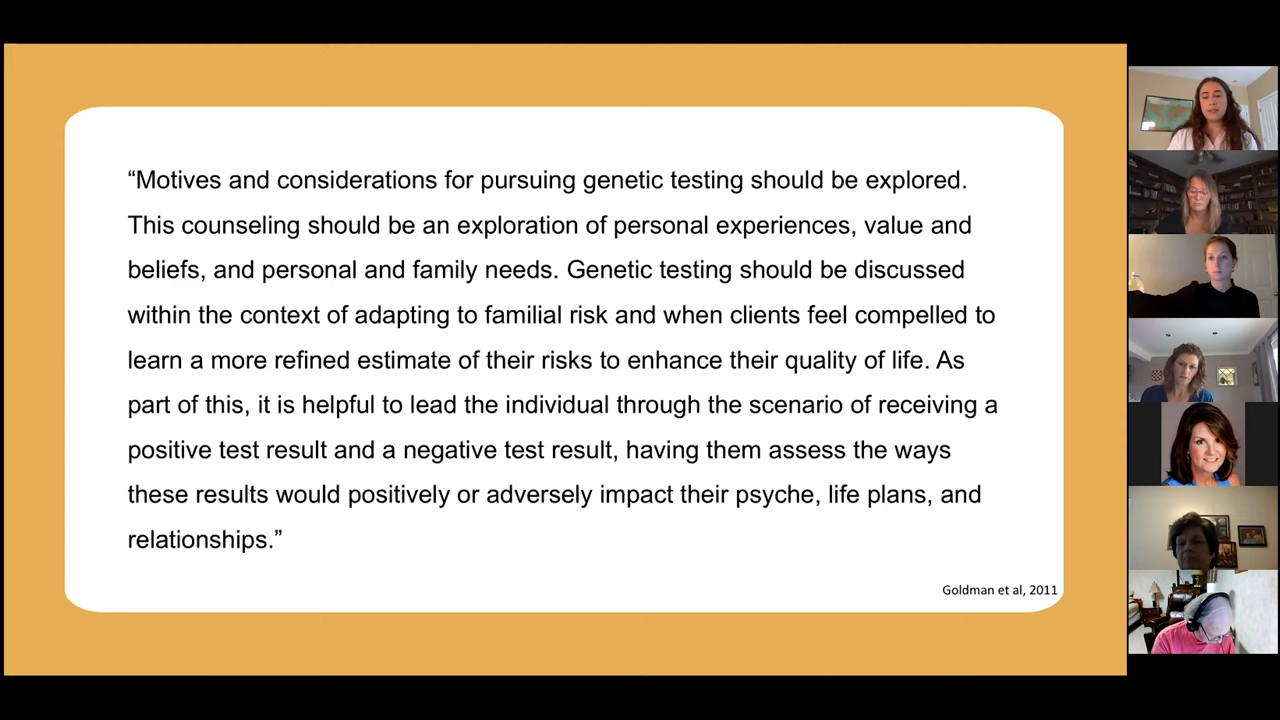 “Motives and considerations for pursuing genetic testing should be explored.
This counseling should be an exploration of personal experiences, value and
beliefs, and personal and family needs. Genetic testing should be discussed
within the context of adapting to familial risk and when clients feel compelled to
learn a more refined estimate of their risks to enhance their quality of life. As
part of this, it is helpful to lead the individual through the scenario of receiving a
positive test result and a negative test result, having them assess the ways
these results would positively or adversely impact their psyche, life plans, and
relationships.”
Goldman et al, 2011